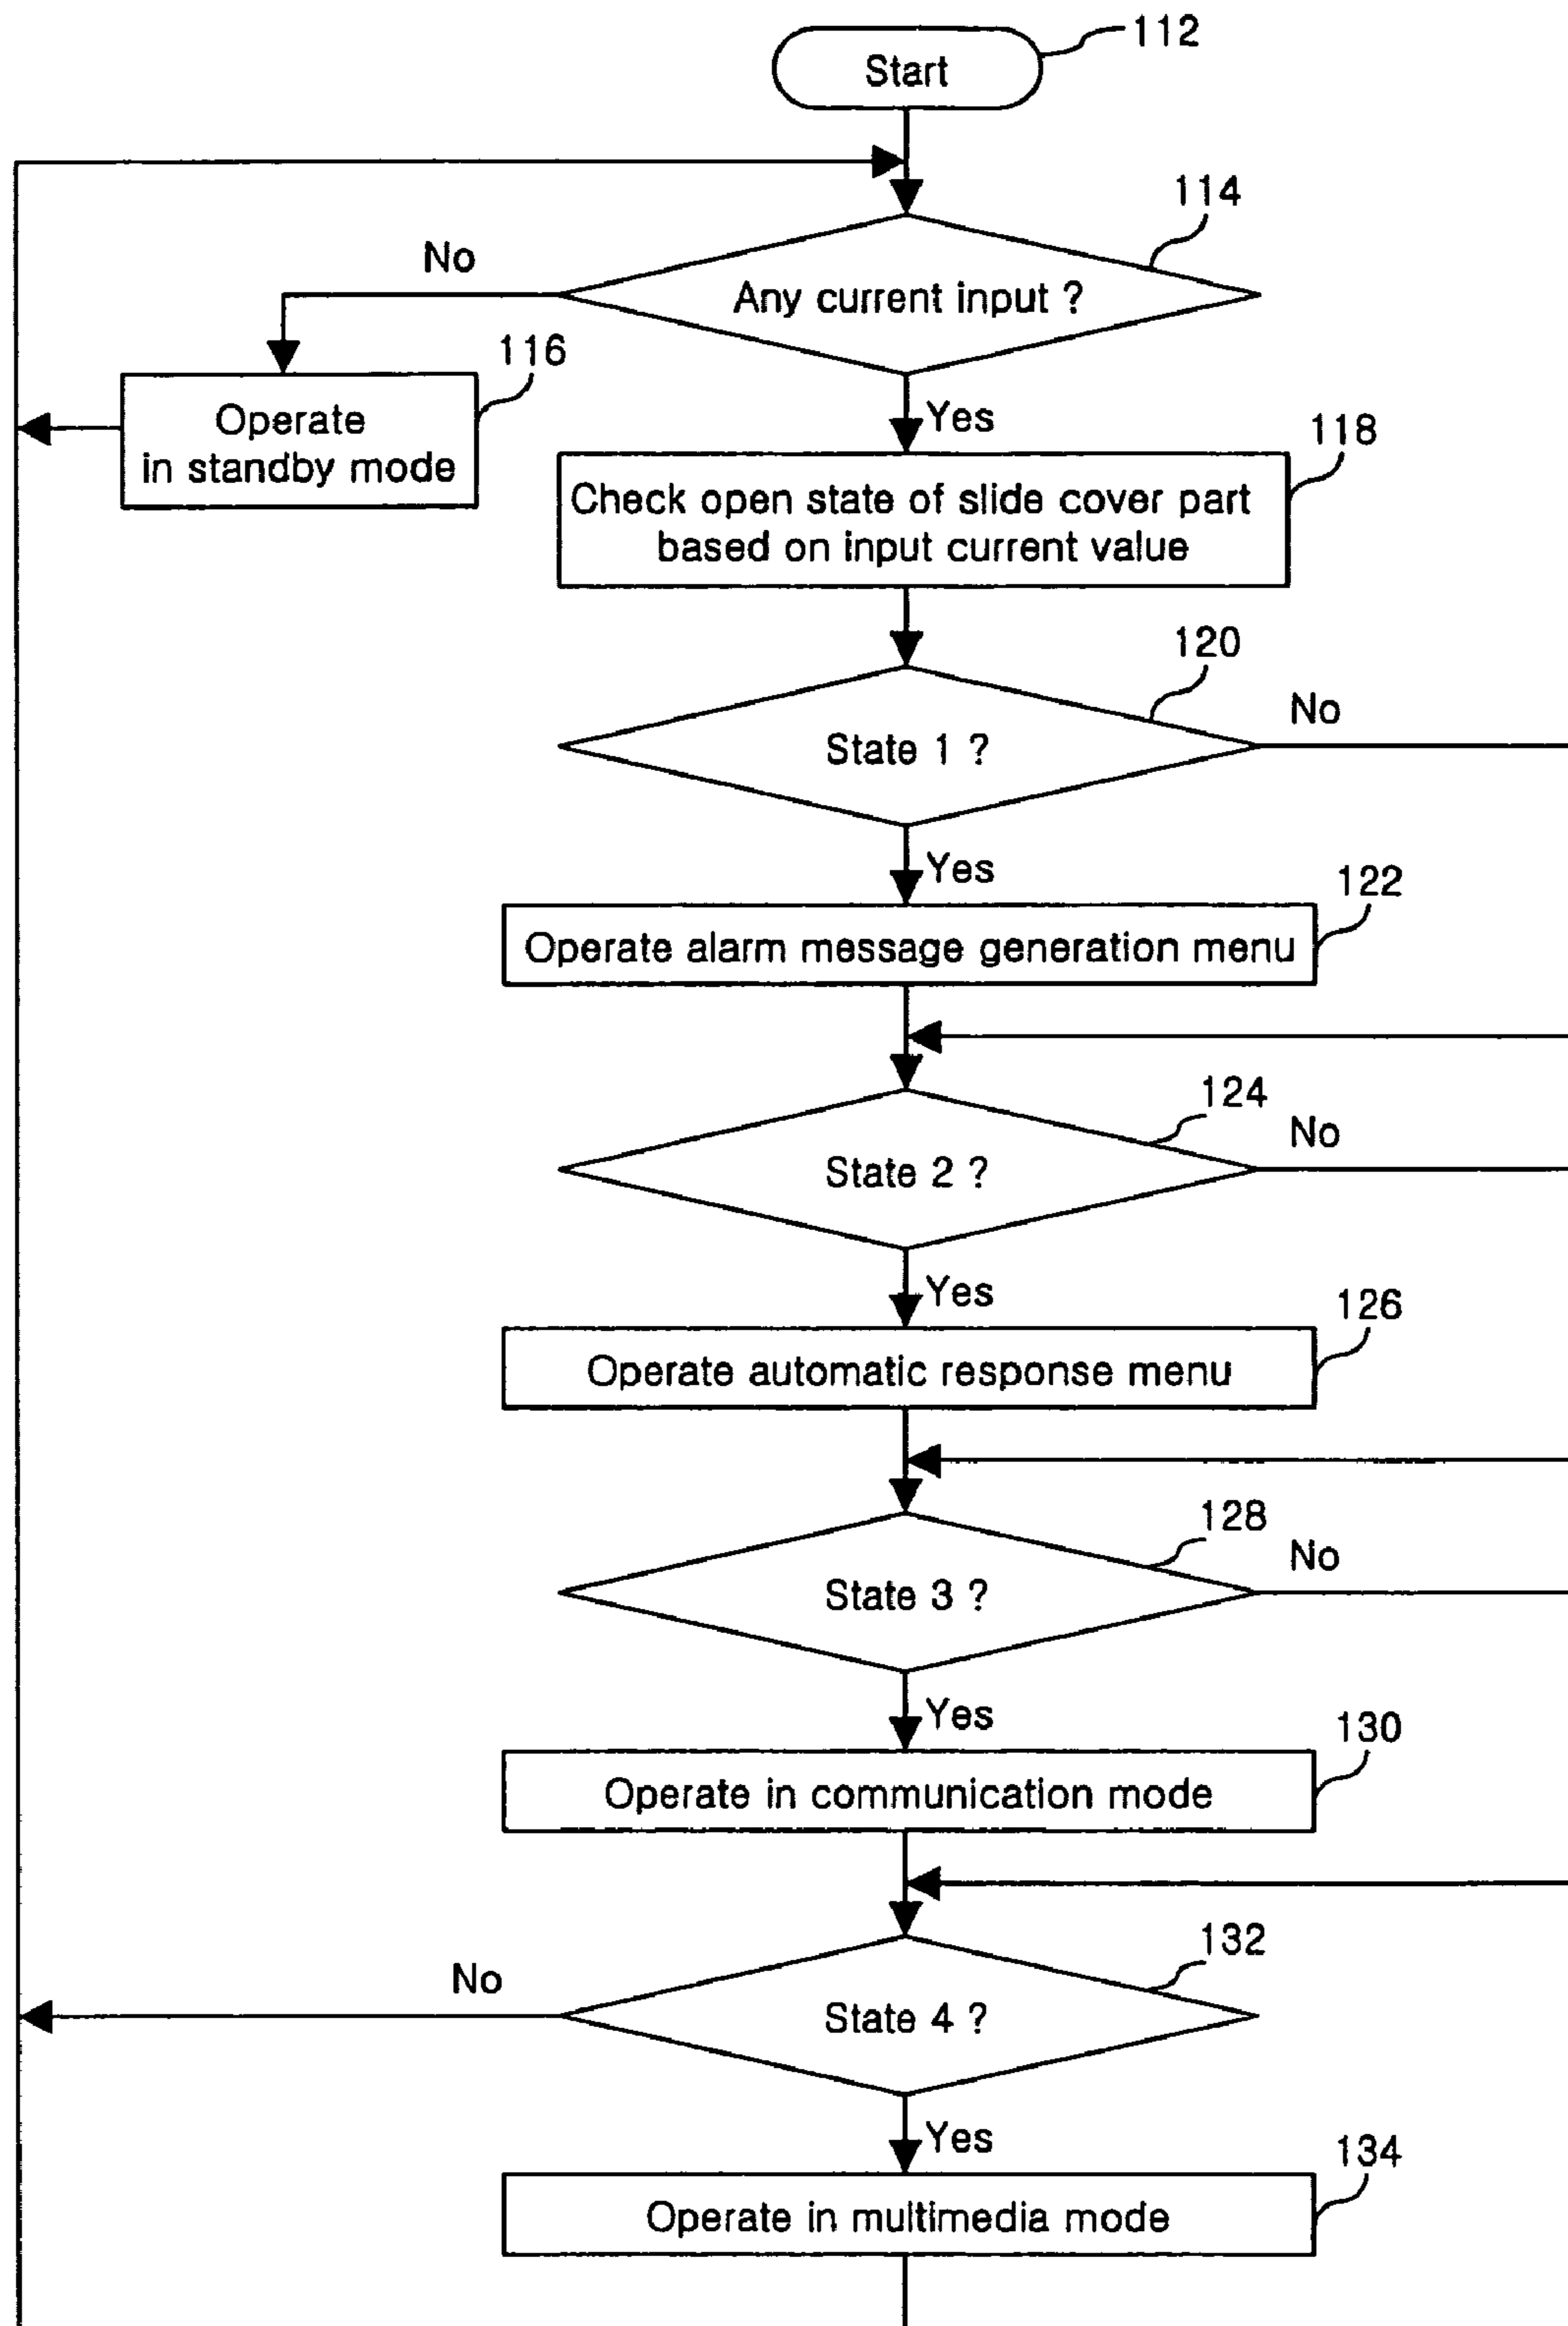 Start
112
114
No
Any current input ?
116
Operate
in standby mode
Yes
118
Check open state of slide cover part
based on input current value
120
No
State 1 ?
Yes
122
Operate alarm message generation menu
124
No
State 2 ?
Yes
126
Operate automatic response menu
128
No
State 3 ?
Yes
130
Operate in communication mode
132
No
State 4 ?
Yes
134
Operate in multimedia mode